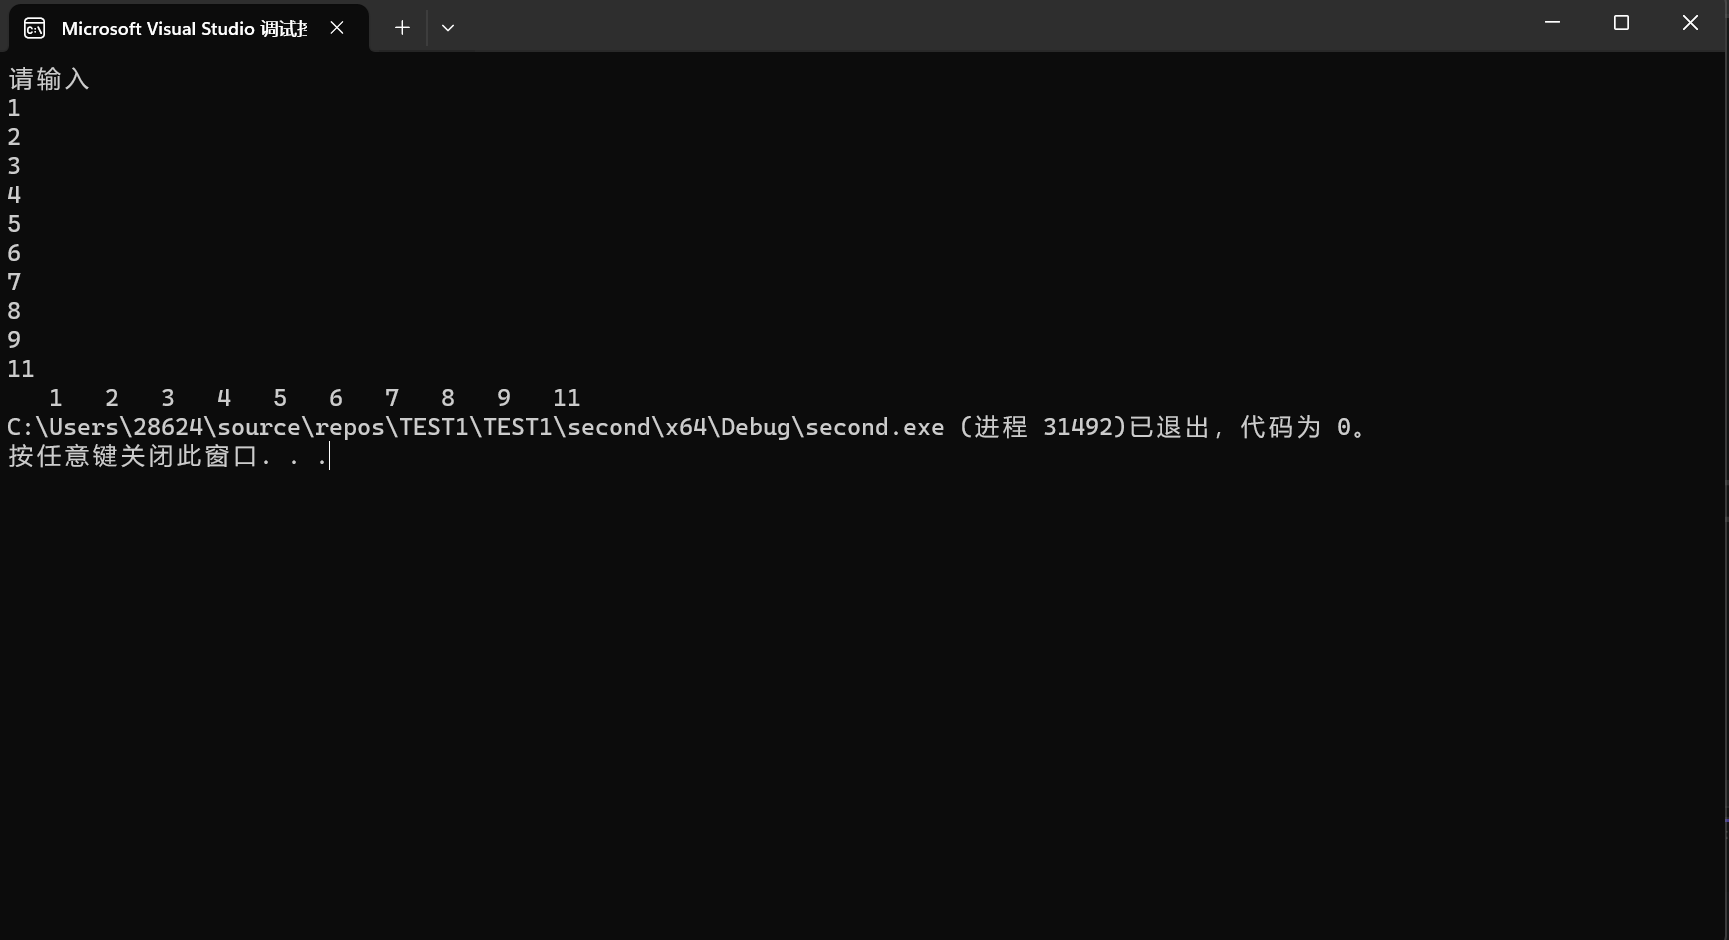 Microsoft Visual Studio 调试
请输入
1
2
3
4
5
6
7
8
9
11
1 2 3 4 5 6 7 8 9 11
C:\Users\28624\source\repos\TEST1\TEST1\second\x64\Debug\second.exe (进程 31492)已退出，代码为 0。
按任意键关闭此窗口. . .